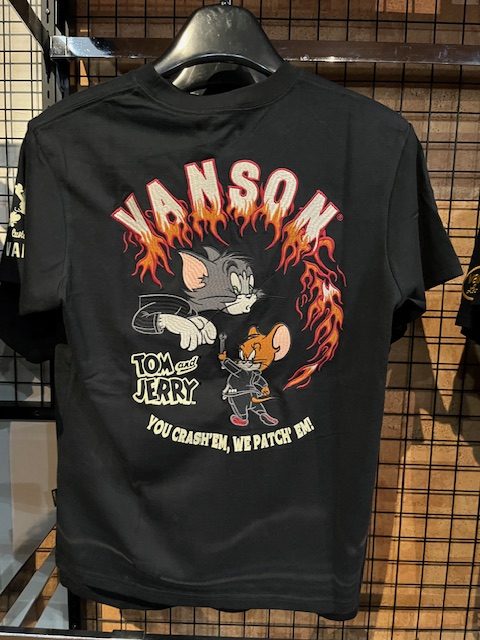 VANSON®
TOM and
JERRY
YOU CRASH'EM, WE PATCH' EM!